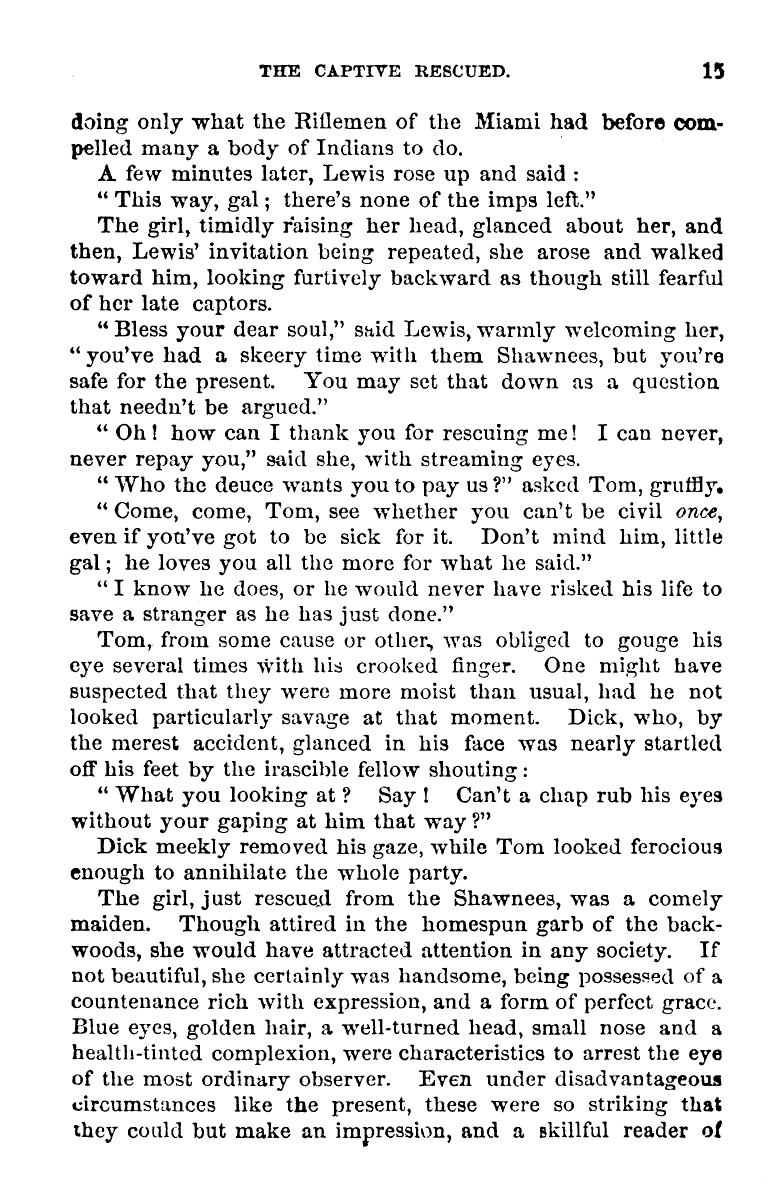 THE CAPTIVE RESCUED. 15
doing only what the Riflemen of the Miami had before com-
pelled many a body of Indians to do.
A few minutes later, Lewis rose up and said :
“ This way, gal ; there’s none of the imps left.”
The girl, timidly raising her head, glanced about her, and
then, Lewis’ invitation being repeated, she arose and walked
toward him, looking furtively backward as though still fearful
of her late captors.
“ Bless your dear soul,” said Lewis, warmly welcoming her,
“ you’ve had a skeery time with them Shawnees, but you’re
safe for the present. You may set that down as a question
that needn’t be argued.”
“ Oh ! how can I thank you for rescuing me ! I can never,
never repay you,” said she, with streaming eyes.
“ Who the deuce wants you to pay us ?” asked Tom, gruffly.
“ Come, come, Tom, see whether you can’t be civil once,
even if you’ve got to be sick for it. Don’t mind him, little
gal ; he loves you all the more for what he said.”
“ I know he does, or he would never have risked his life to
save a stranger as he has just done.”
Tom, from some cause or other, was obliged to gouge his
eye several times with his crooked finger. One might have
suspected that they were more moist than usual, had he not
looked particularly savage at that moment. Dick, who, by
the merest accident, glanced in his face was nearly startled
off his feet by the irascible fellow shouting :
“ What you looking at ? Say ! Can’t a chap rub his eyes
without your gaping at him that way ?”
Dick meekly removed his gaze, while Tom looked ferocious
enough to annihilate the whole party.
The girl, just rescued from the Shawnees, was a comely
maiden. Though attired in the homespun garb of the back-
woods, she would have attracted attention in any society. If
not beautiful, she certainly was handsome, being possessed of a
countenance rich with expression, and a form of perfect grace.
Blue eyes, golden hair, a well-turned head, small nose and a
health-tinted complexion, were characteristics to arrest the eye
of the most ordinary observer. Even under disadvantageous
circumstances like the present, these were so striking that
they could but make an impression, and a skillful reader of